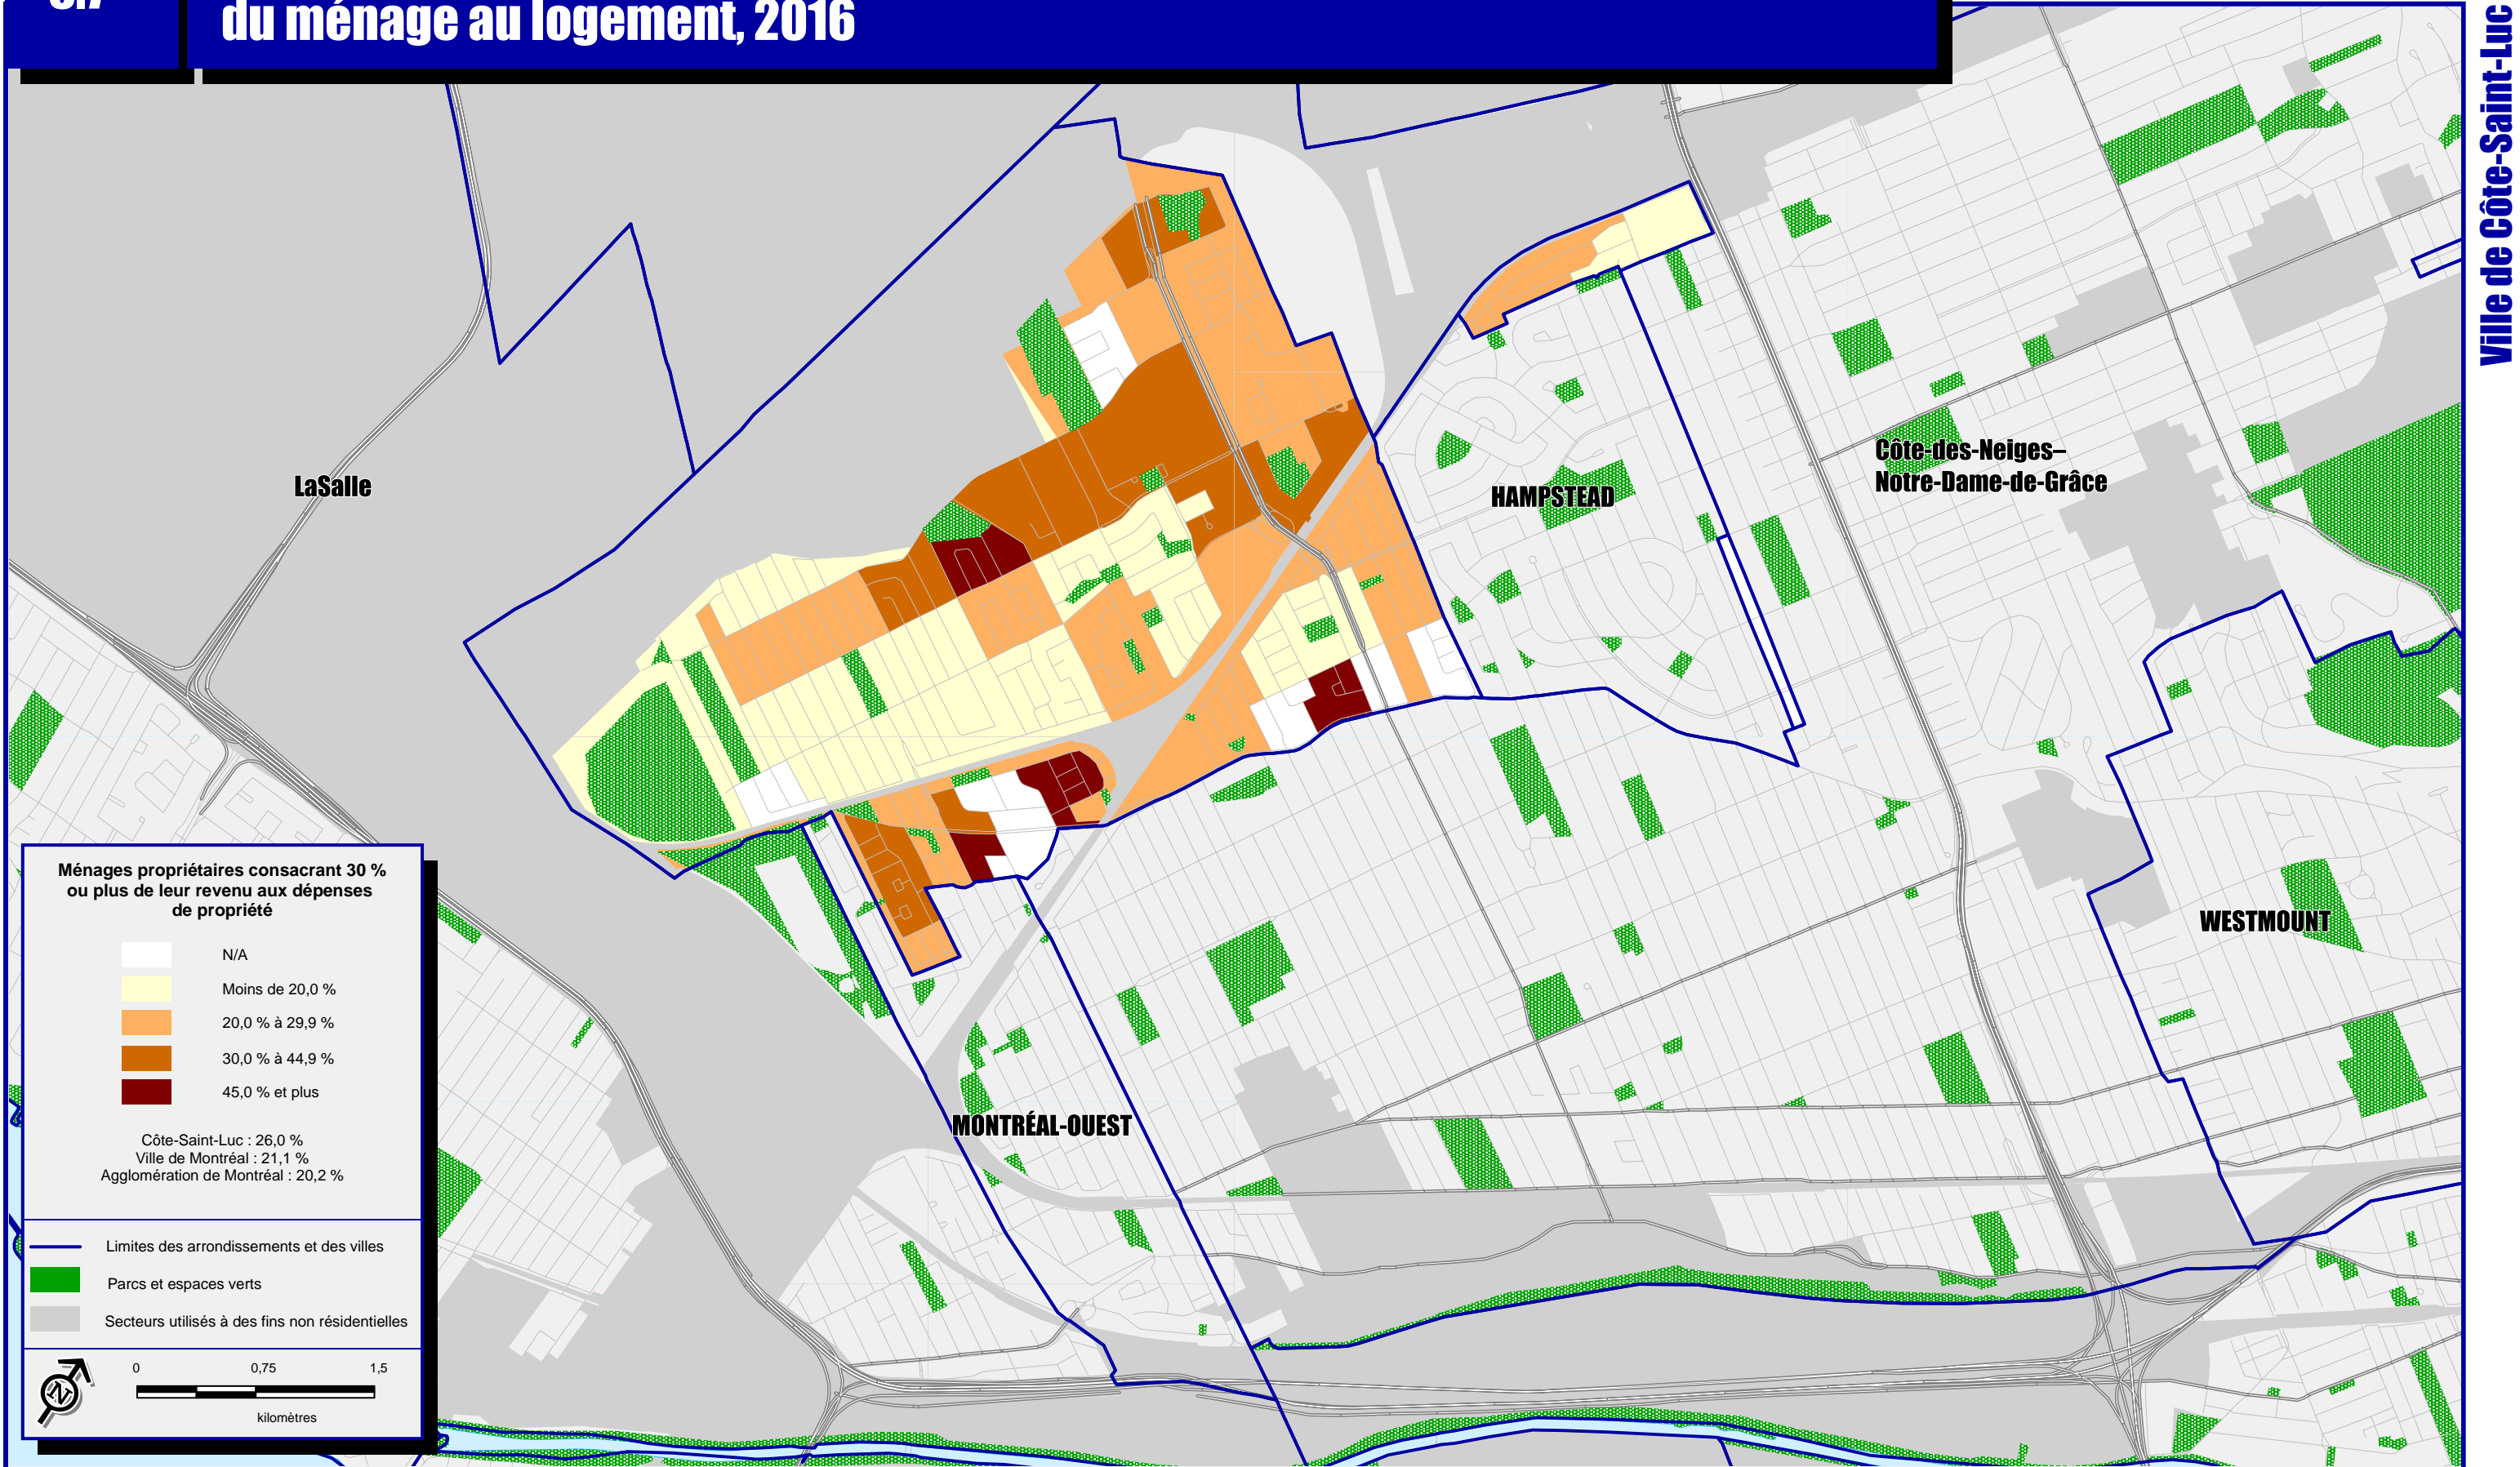 du ménage au logement, 2016
Ville de Côte-Saint-Luc
LaSalle
HAMPSTEAD
Côte-des-Neiges–
Notre-Dame-de-Grâce
WESTMOUNT
MONTRÉAL-OUEST
Ménages propriétaires consacrant 30 %
ou plus de leur revenu aux dépenses
de propriété
N/A
Moins de 20,0 %
20,0 % à 29,9 %
30,0 % à 44,9 %
45,0 % et plus
Côte-Saint-Luc : 26,0 %
Ville de Montréal : 21,1 %
Agglomération de Montréal : 20,2 %
Limites des arrondissements et des villes
Parcs et espaces verts
Secteurs utilisés à des fins non résidentielles
N
0 0,75 1,5
kilomètres